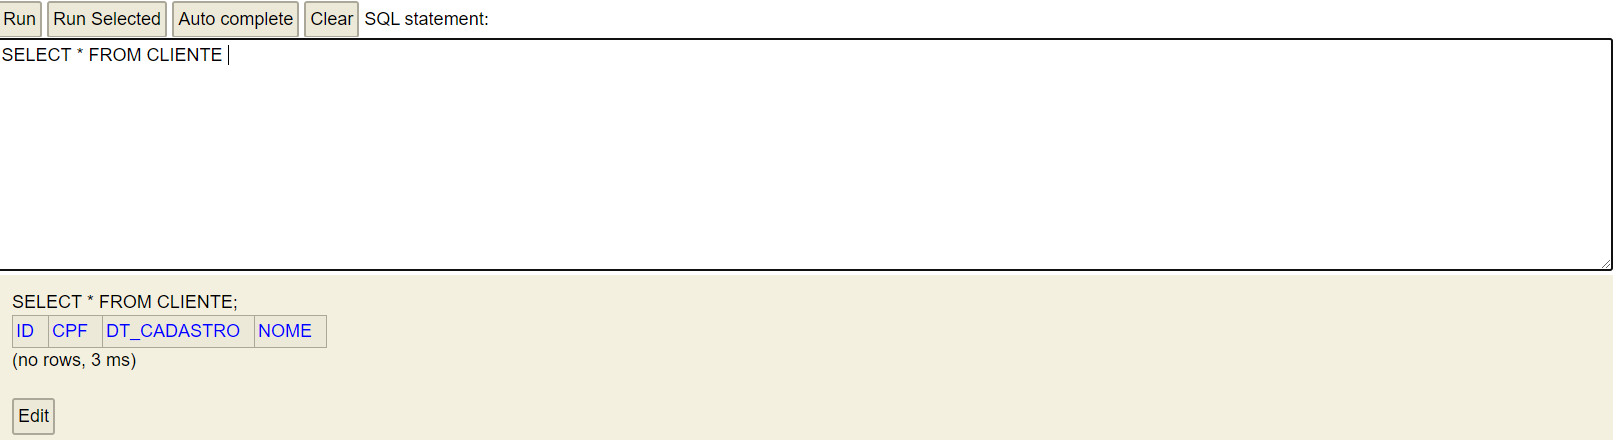 Run Run Selected Auto complete Clear SQL statement:
SELECT * FROM CLIENTE
SELECT * FROM CLIENTE;
ID CPF DT_CADASTRO NOME
(no rows, 3 ms)
Edit